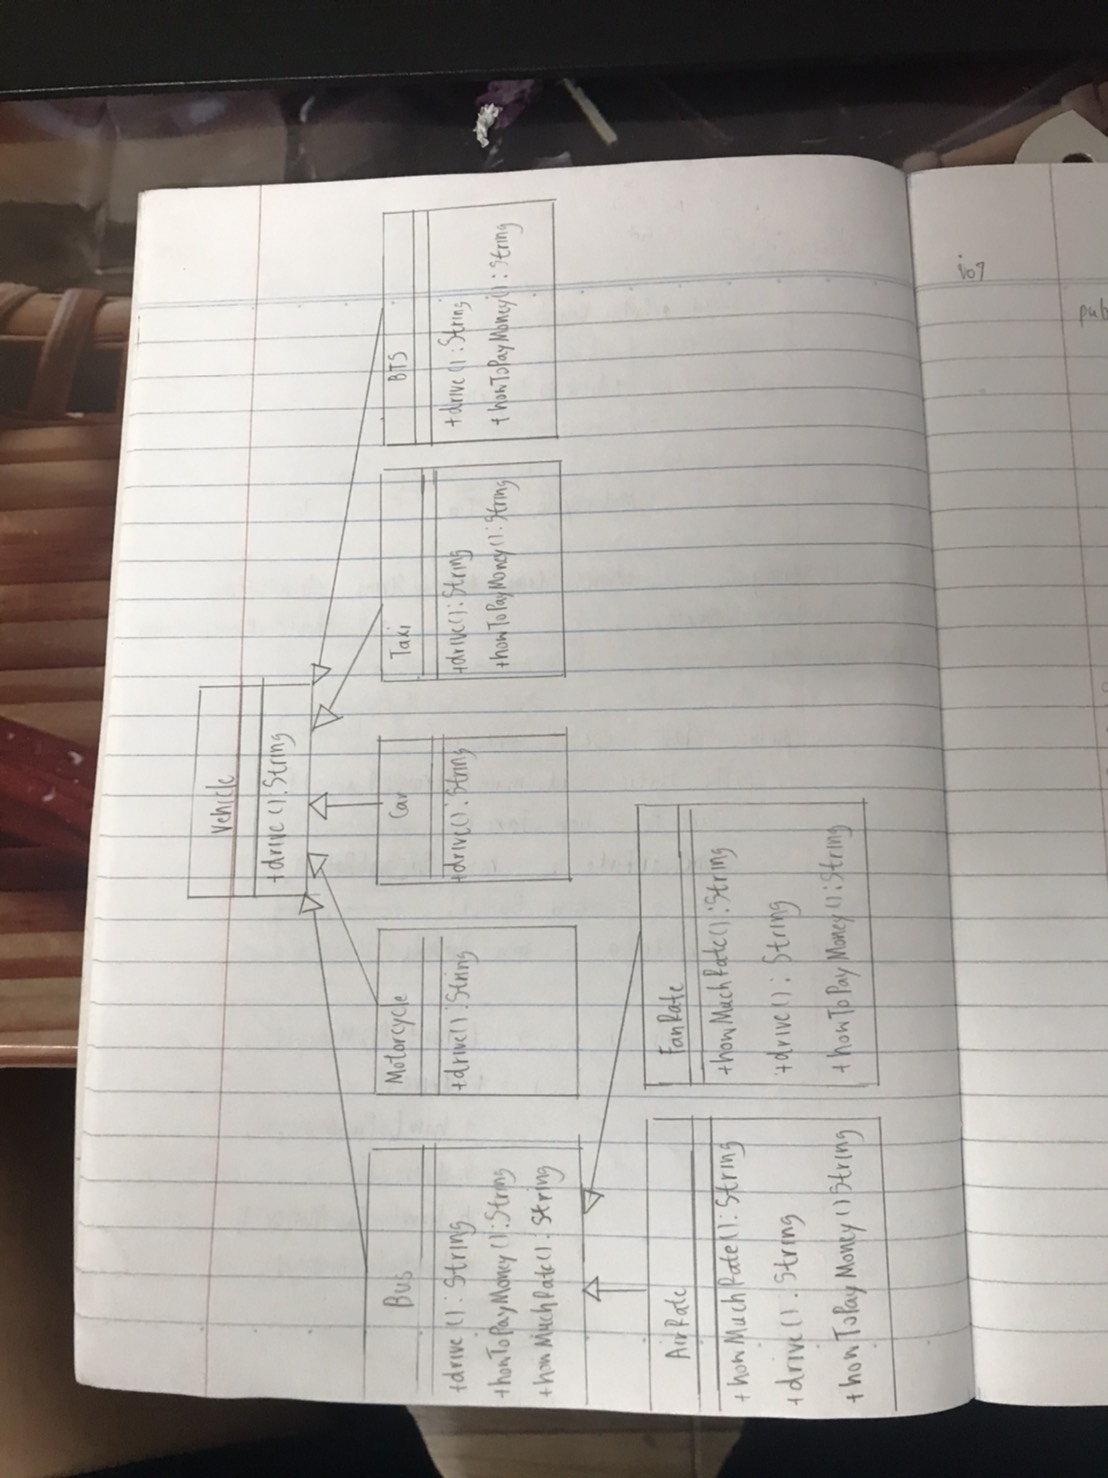 Vehicle
+drive(): String
Bus
+drive(): String
+howToPayMoney(): String
+howMuchRate(): String
Motorcycle
+drive(): String
Car
+drive(): String
Taxi
+drive(): String
+howToPayMoney(): String
BTS
+drive(): String
+howToPayMoney(): String
AirRate
+howMuchRate(): String
+drive(): String
+howToPayMoney() String
FanRate
+howMuchRate(): String
+drive(): String
+howToPayMoney(): String